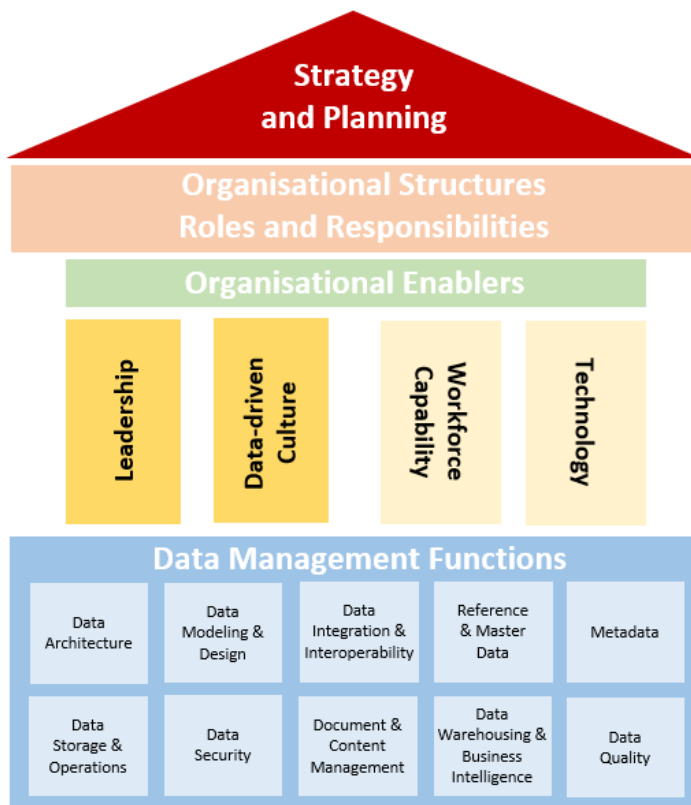 Strategy
and Planning
Organisational Structures
Roles and Responsibilities
Organisational Enablers
Leadership
Data-driven
Culture
Workforce
Capability
Technology
Data Management Functions
Data
Architecture
Data
Modeling &
Design
Data
Integration &
Interoperability
Reference
& Master
Data
Metadata
Data
Storage &
Operations
Data
Security
Document &
Content
Management
Data
Warehousing &
Business
Intelligence
Data
Quality